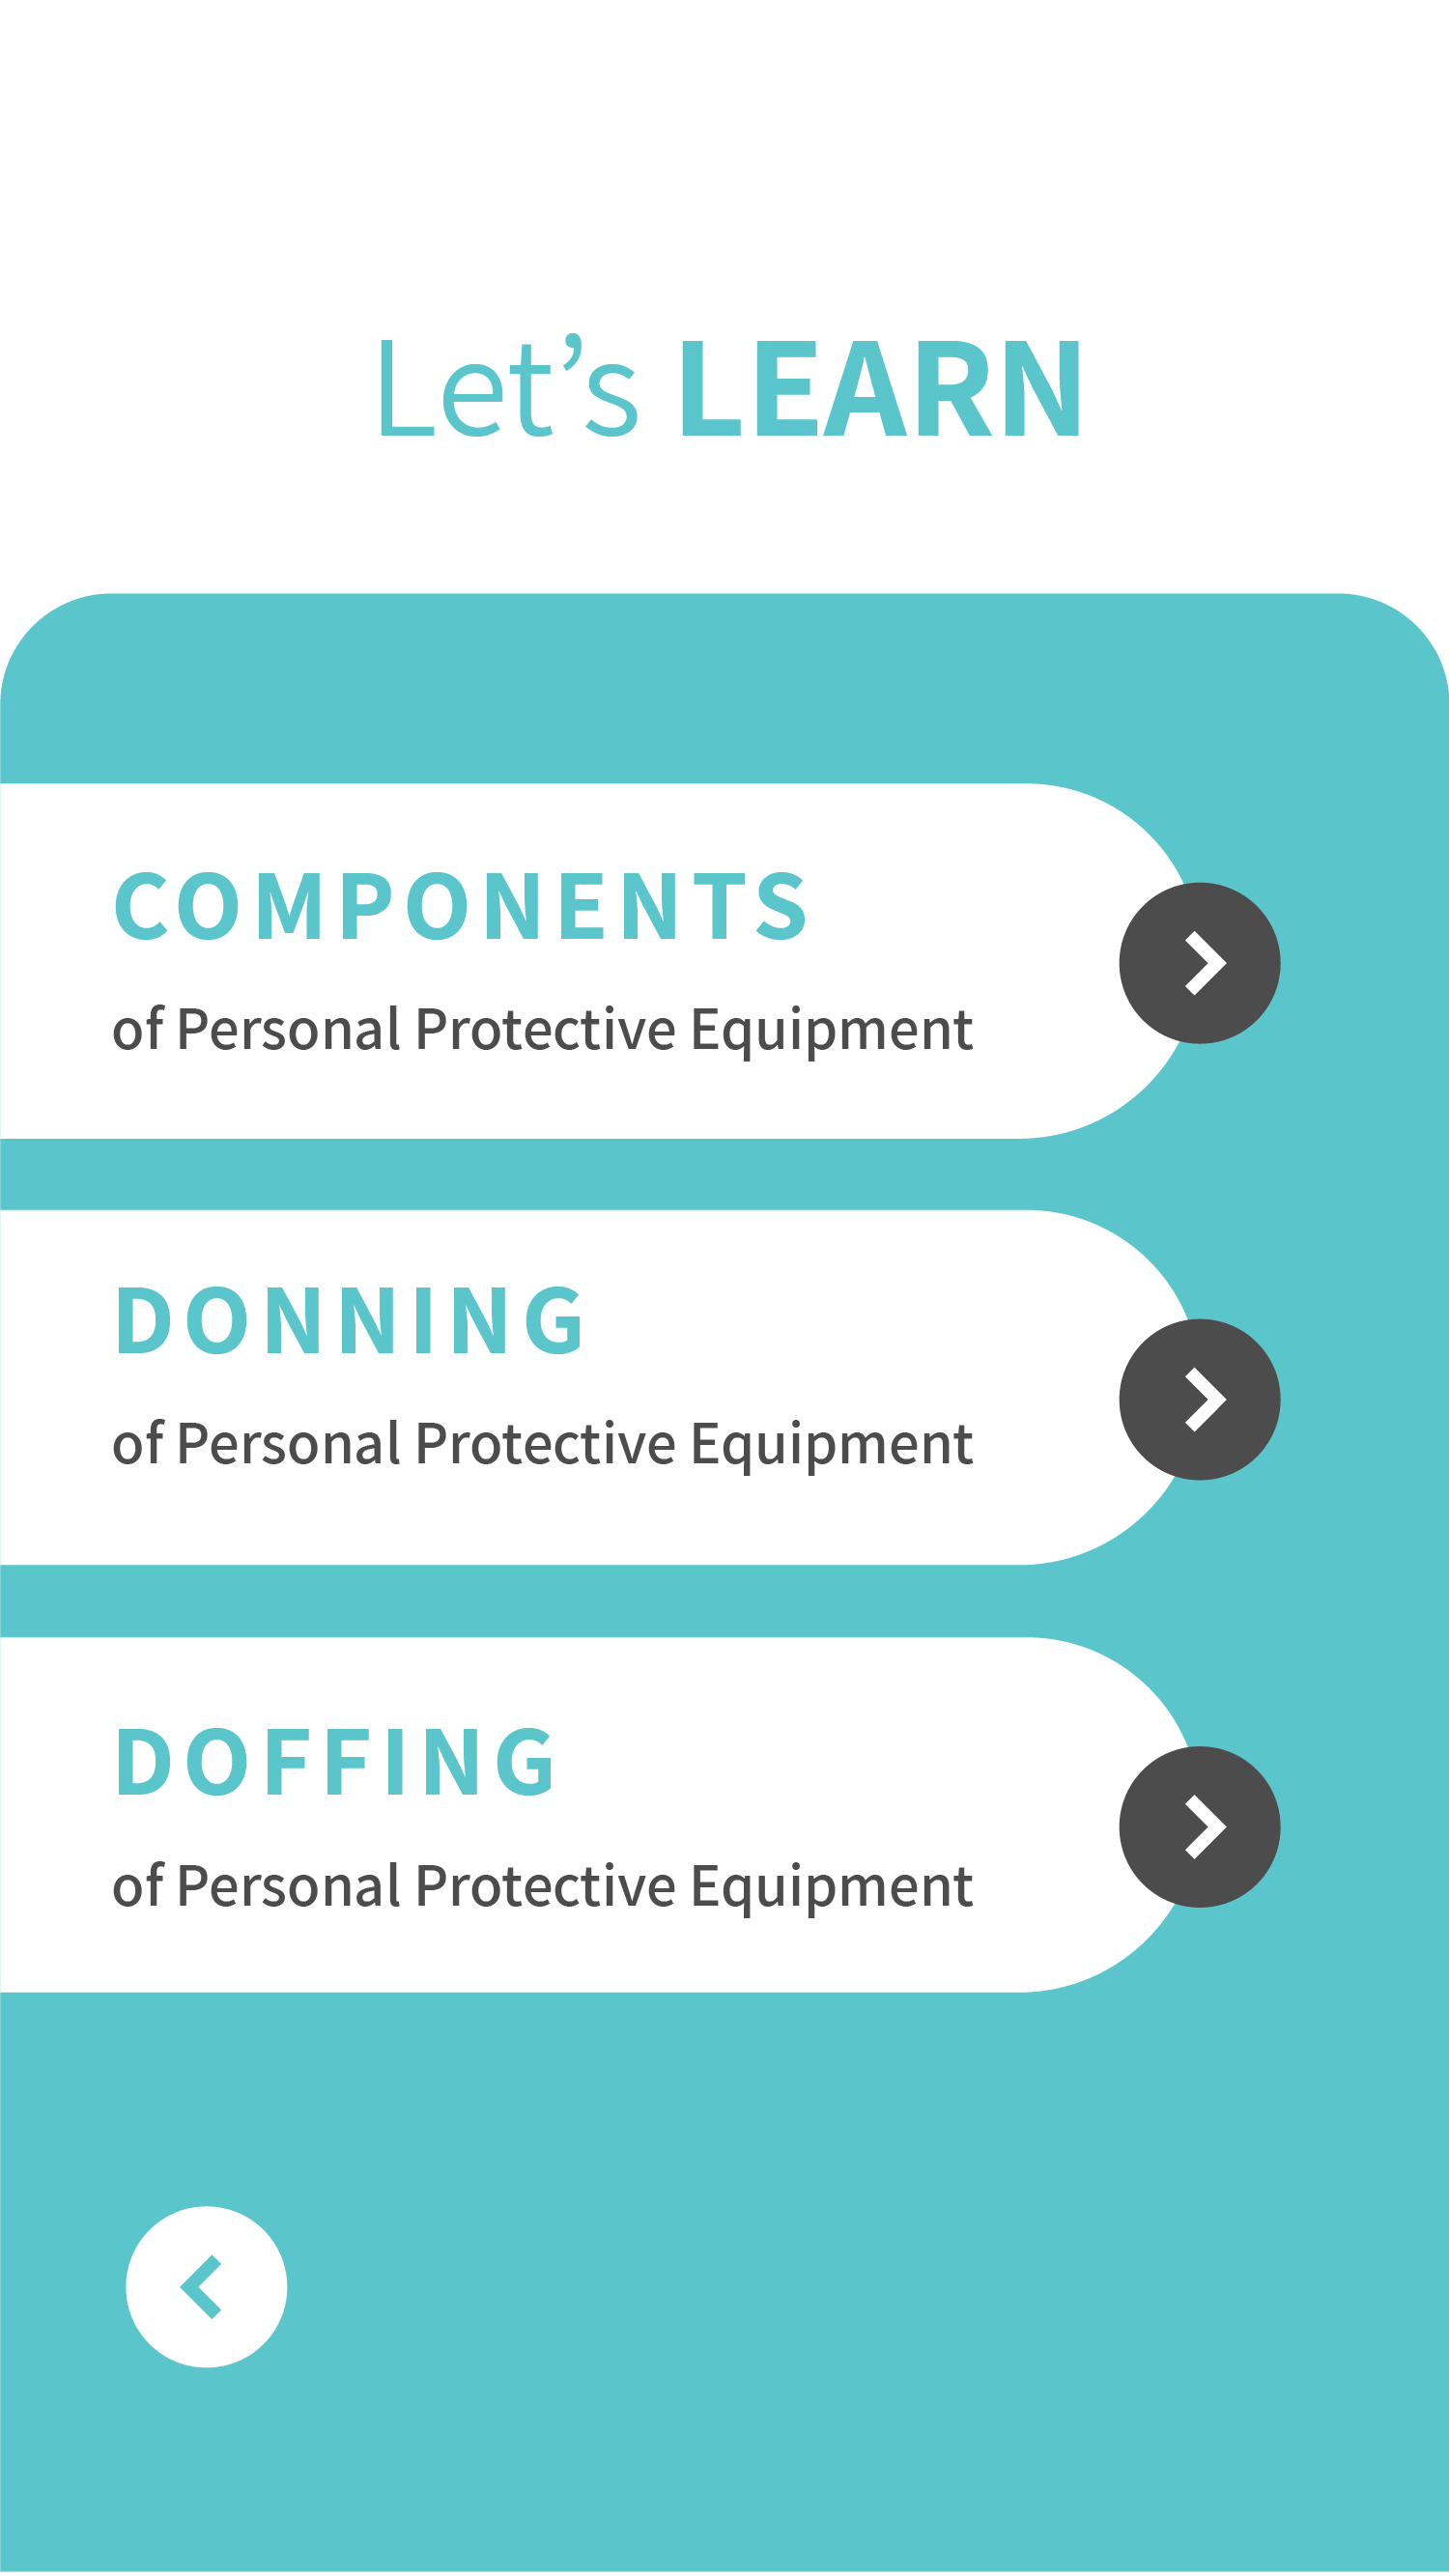 Let’s LEARN
COMPONENTS
of Personal Protective Equipment
DONNING
of Personal Protective Equipment
DOFFING
of Personal Protective Equipment